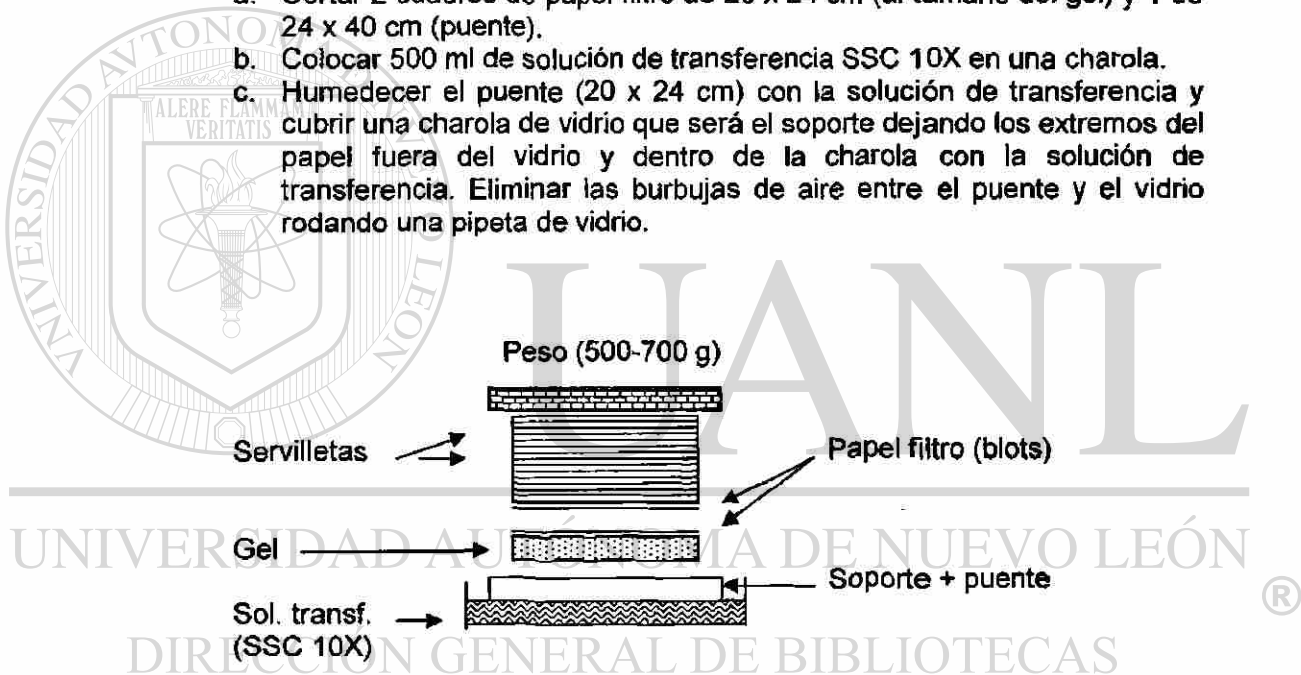 24 x 40 cm (puente).
b. Colocar 500 ml de solución de transferencia SSC 10X en una charola.
c. Humedecer el puente (20 x 24 cm) con la solución de transferencia y
cubrir una charola de vidrio que será el soporte dejando los extremos del
papel fuera del vidrio y dentro de la charola con la solución de
transferencia. Eliminar las burbujas de aire entre el puente y el vidrio
rodando una pipeta de vidrio.
UNIVERSIDAD AVTONOMA DE NVEVO LEON
ALERE FLAMMAM
VERITATIS
UANL
Peso (500-700 g)
Servilletas
Papel filtro (blots)
UNIVERSIDAD AUTÓNOMA DE NUEVO LEÓN
Gel
Soporte + puente
®
Sol. transf.
(SSC 10X)
DIRECCIÓN GENERAL DE BIBLIOTECAS